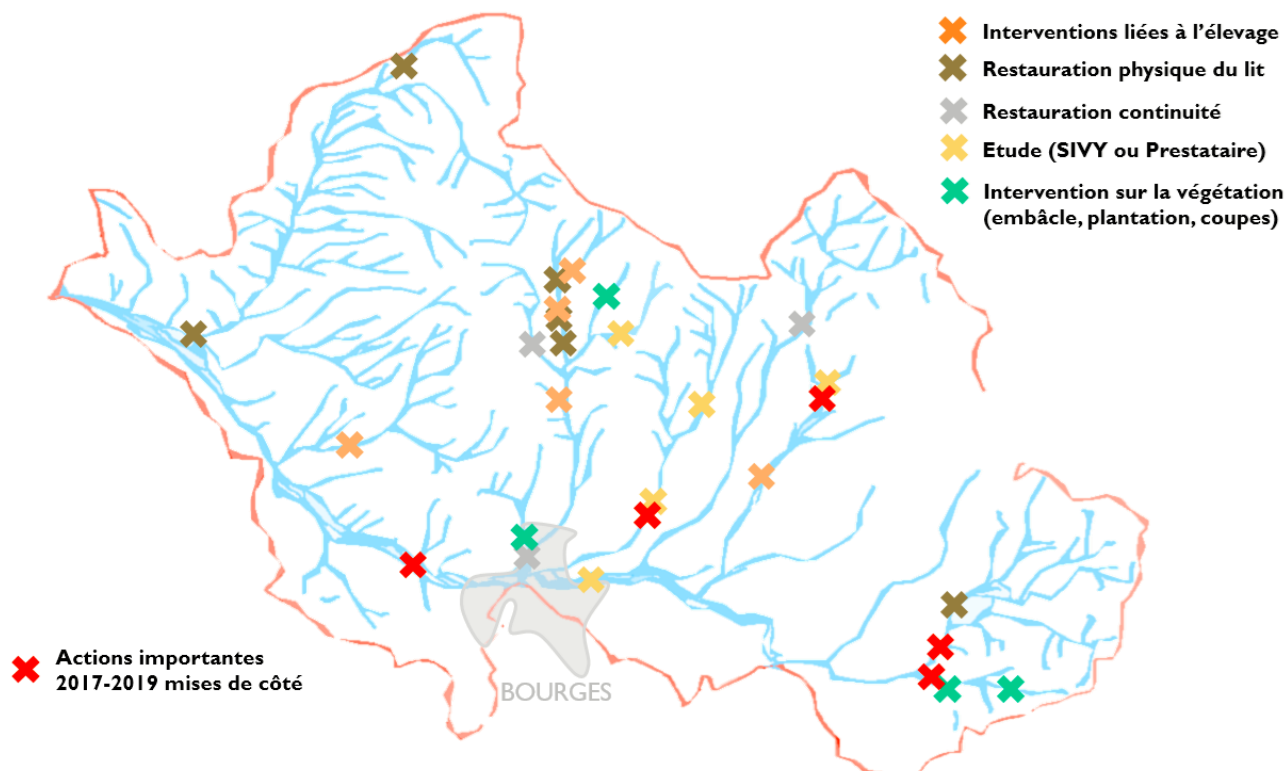 Interventions liées à l'élevage
Restauration physique du lit
Restauration continuité
Etude (SIVY ou Prestataire)
Intervention sur la végétation
(embâcle, plantation, coupes)
Actions importantes
2017-2019 mises de côté
BOURGES